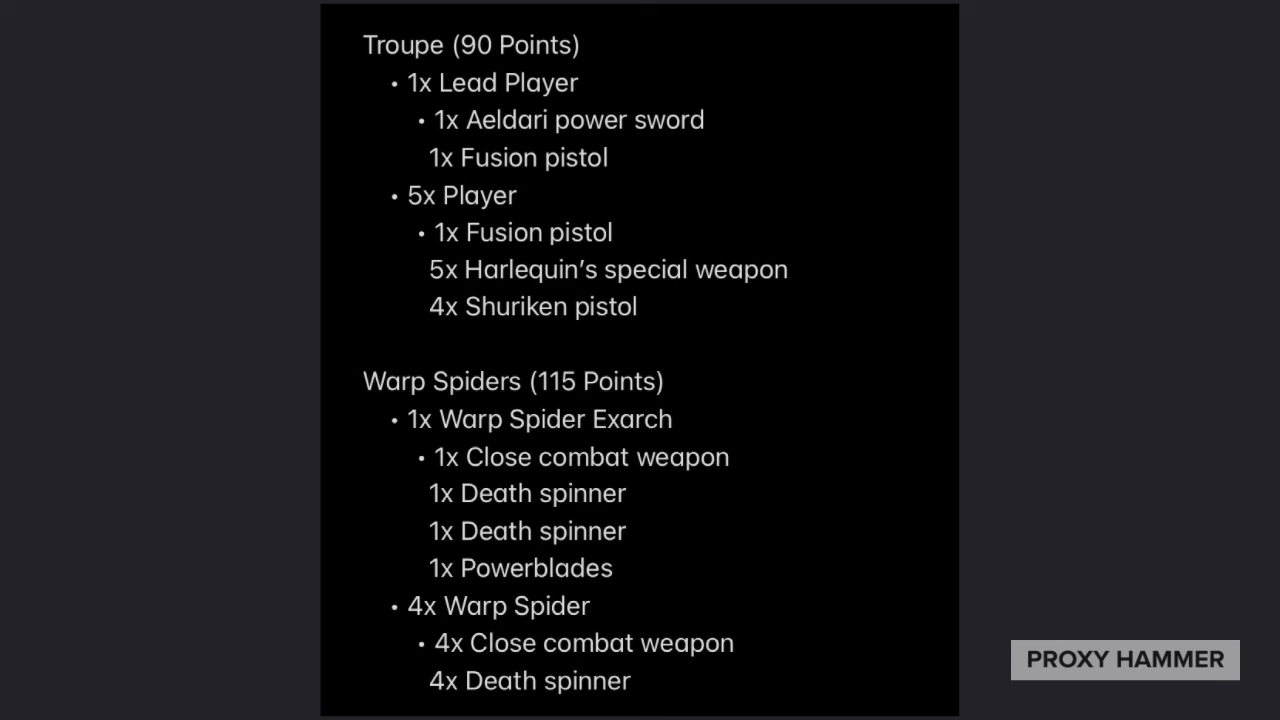 Troupe (90 Points)
• 1x Lead Player
• 1x Aeldari power sword
1x Fusion pistol
• 5x Player
• 1x Fusion pistol
5x Harlequin’s special weapon
4x Shuriken pistol
Warp Spiders (115 Points)
• 1x Warp Spider Exarch
• 1x Close combat weapon
1x Death spinner
1x Death spinner
1x Powerblades
• 4x Warp Spider
• 4x Close combat weapon
4x Death spinner
PROXY HAMMER